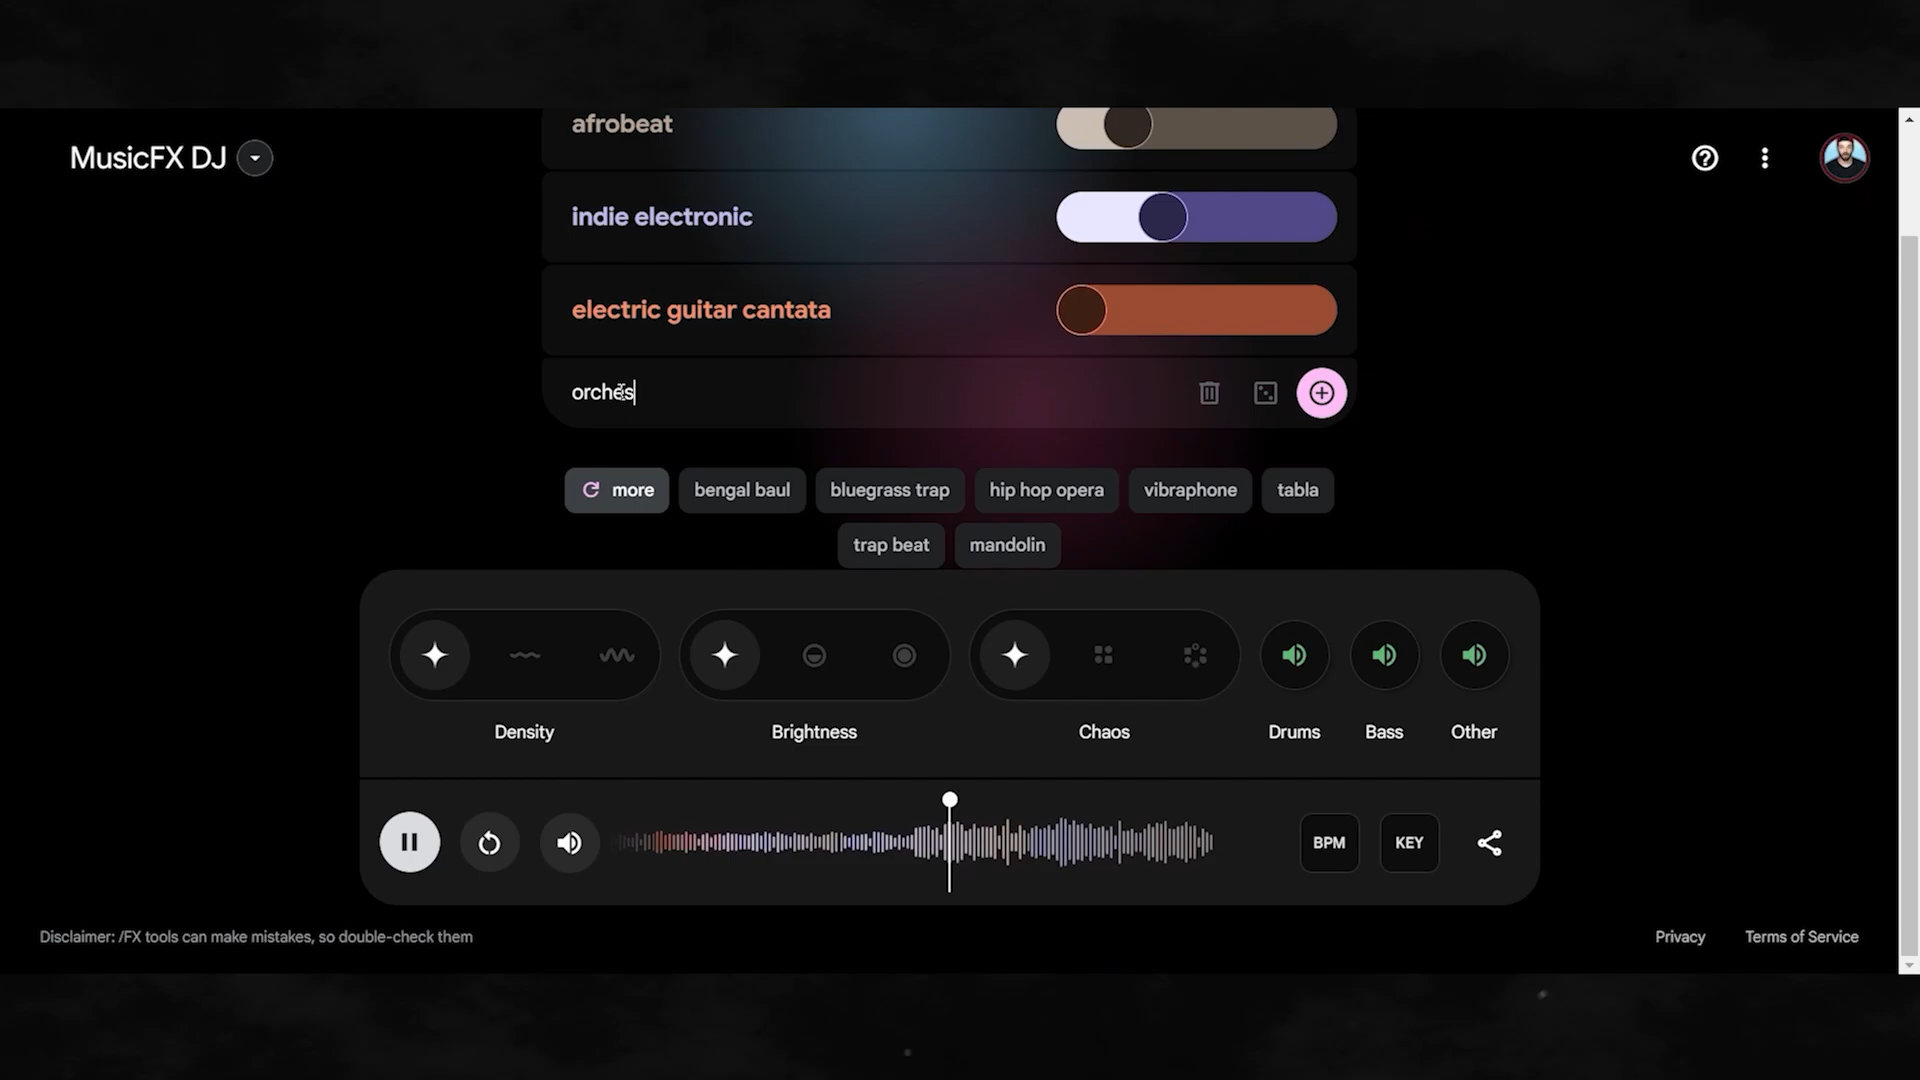 afrobeat
MusicFX DJ
indie electronic
electric guitar cantata
orches
more bengal baul bluegrass trap hip hop opera vibraphone tabla
trap beat mandolin
Density Brightness Chaos Drums Bass Other
BPM KEY
Disclaimer: /FX tools can make mistakes, so double-check them Privacy Terms of Service